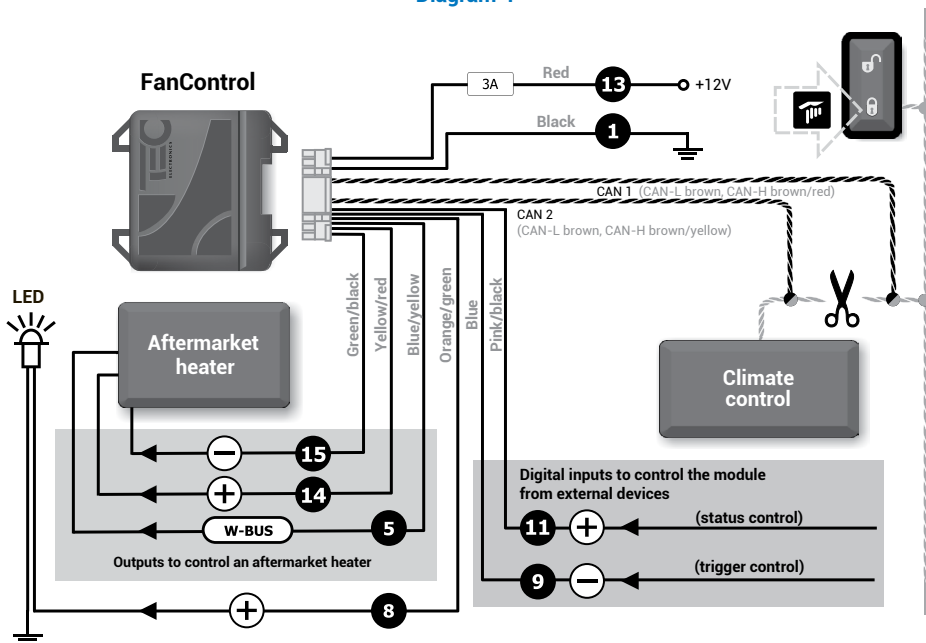 FanControl
3A
Red
13
+12V
Black
1
TEC
ELECTRONICS
CAN 1 (CAN-L brown, CAN-H brown/red)
CAN 2
(CAN-L brown, CAN-H brown/yellow)
LED
Green/black
Yellow/red
Blue/yellow
Orange/green
Blue
Pink/black
Aftermarket
heater
Climate
control
15
14
W-BUS
5
Outputs to control an aftermarket heater
8
Digital inputs to control the module
from external devices
11
(status control)
9
(trigger control)